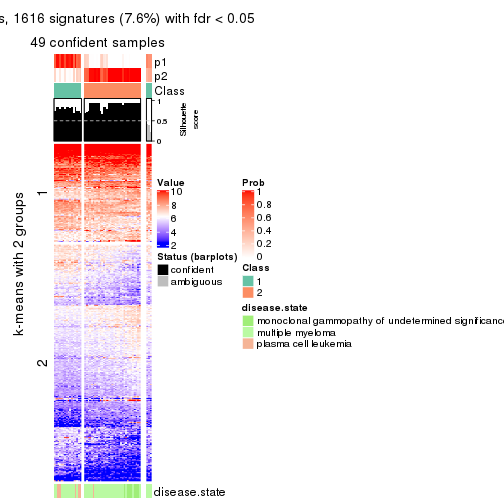 s, 1616 signatures (7.6%) with fdr < 0.05
49 confident samples
p1
p2
Class
1
0.5
0
Silhouette
score
k-means with 2 groups
1
2
Value
10
8
6
4
2
Status (barplots)
confident
ambiguous
Prob
1
0.8
0.6
0.4
0.2
0
Class
1
2
disease.state
monoclonal gammopathy of undetermined significance
multiple myeloma
plasma cell leukemia
disease.state